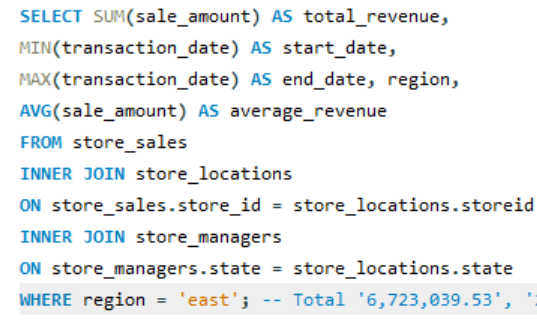 SELECT SUM(sale_amount) AS total_revenue,
MIN(transaction_date) AS start_date,
MAX(transaction_date) AS end_date, region,
AVG(sale_amount) AS average_revenue
FROM store_sales
INNER JOIN store_locations
ON store_sales.store_id = store_locations.storeid
INNER JOIN store_managers
ON store_managers.state = store_locations.state
WHERE region = 'east'; -- Total '6,723,039.53', '